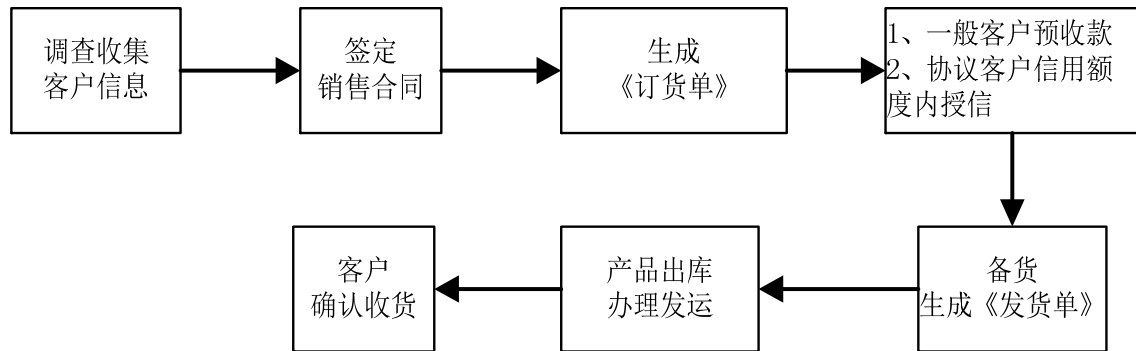 调查收集
客户信息
签定
销售合同
生成
《订货单》
1、一般客户预收款
2、协议客户信用额
度内授信
备货
生成《发货单》
产品出库
办理发运
客户
确认收货